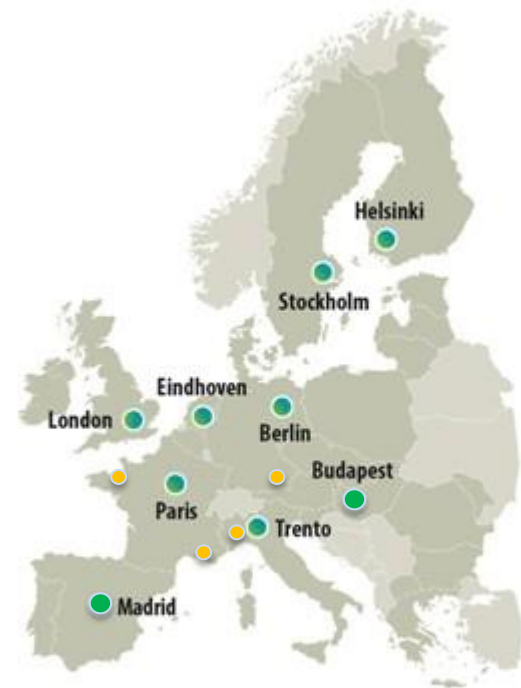 Helsinki
Stockholm
Eindhoven
London
Berlin
Budapest
Paris
Trento
Madrid